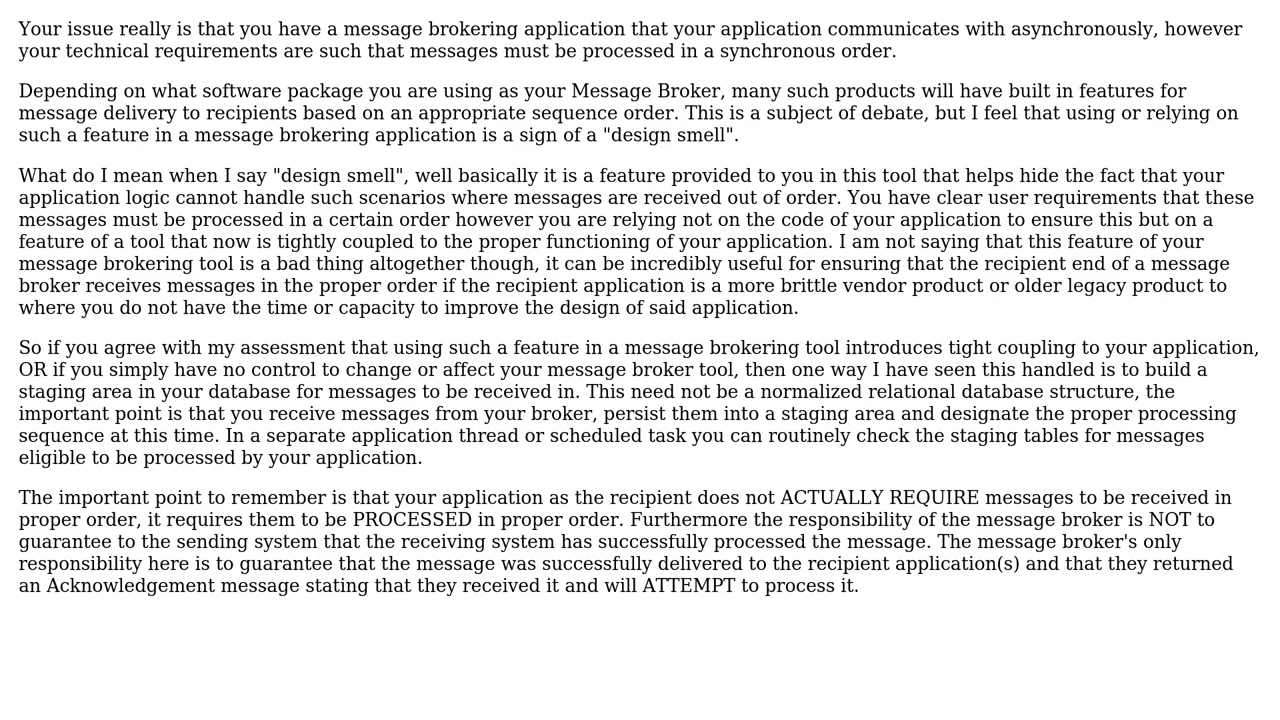 Your issue really is that you have a message brokering application that your application communicates with asynchronously, however
your technical requirements are such that messages must be processed in a synchronous order.
Depending on what software package you are using as your Message Broker, many such products will have built in features for
message delivery to recipients based on an appropriate sequence order. This is a subject of debate, but I feel that using or relying on
such a feature in a message brokering application is a sign of a "design smell".
What do I mean when I say "design smell", well basically it is a feature provided to you in this tool that helps hide the fact that your
application logic cannot handle such scenarios where messages are received out of order. You have clear user requirements that these
messages must be processed in a certain order however you are relying not on the code of your application to ensure this but on a
feature of a tool that now is tightly coupled to the proper functioning of your application. I am not saying that this feature of your
message brokering tool is a bad thing altogether though, it can be incredibly useful for ensuring that the recipient end of a message
broker receives messages in the proper order if the recipient application is a more brittle vendor product or older legacy product to
where you do not have the time or capacity to improve the design of said application.
So if you agree with my assessment that using such a feature in a message brokering tool introduces tight coupling to your application,
OR if you simply have no control to change or affect your message broker tool, then one way I have seen this handled is to build a
staging area in your database for messages to be received in. This need not be a normalized relational database structure, the
important point is that you receive messages from your broker, persist them into a staging area and designate the proper processing
sequence at this time. In a separate application thread or scheduled task you can routinely check the staging tables for messages
eligible to be processed by your application.
The important point to remember is that your application as the recipient does not ACTUALLY REQUIRE messages to be received in
proper order, it requires them to be PROCESSED in proper order. Furthermore the responsibility of the message broker is NOT to
guarantee to the sending system that the receiving system has successfully processed the message. The message broker's only
responsibility here is to guarantee that the message was successfully delivered to the recipient application(s) and that they returned
an Acknowledgement message stating that they received it and will ATTEMPT to process it.